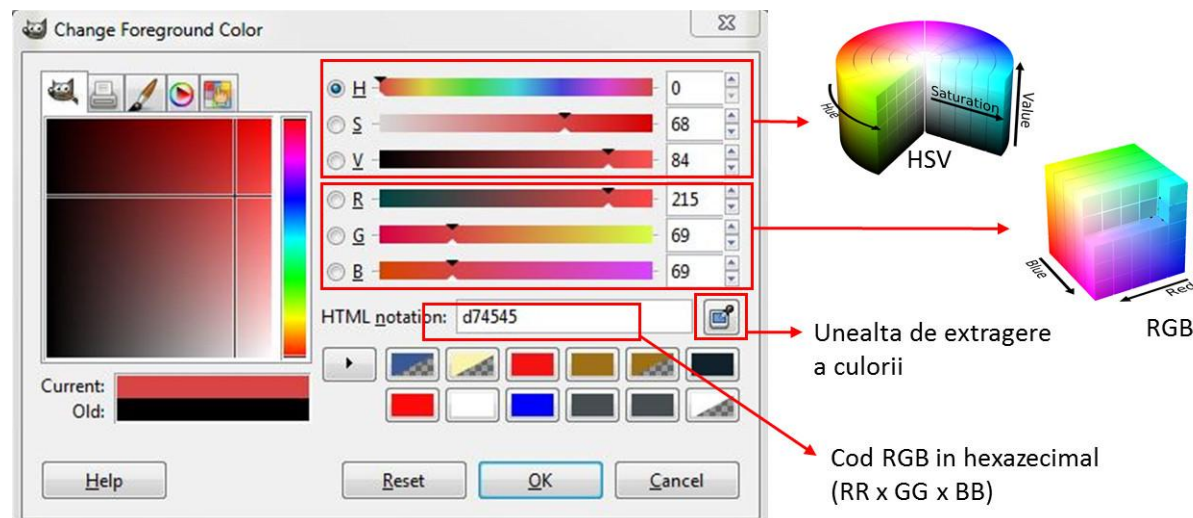 Change Foreground Color
H 0
S 68
V 84
R 215
G 69
B 69
HTML notation: d74545
Current:
Old:
Help
Reset
OK
Cancel
Hue
Saturation
Value
HSV
Blue
Red
RGB
Unealta de extragere
a culorii
Cod RGB in hexazecimal
(RR x GG x BB)